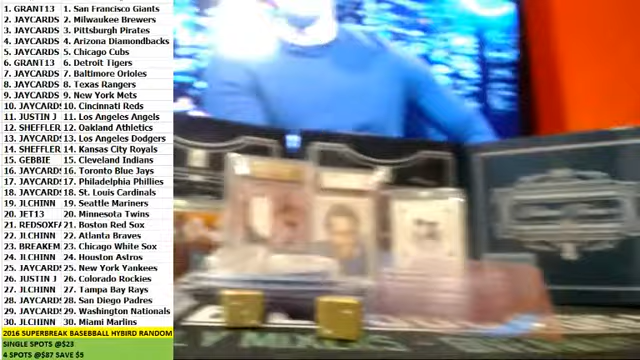 1. GRANT13 1. San Francisco Giants
2. JAYCARDS 2. Milwaukee Brewers
3. JAYCARDS 3. Pittsburgh Pirates
4. JAYCARDS 4. Arizona Diamondbacks
5. JAYCARDS 5. Chicago Cubs
6. GRANT13 6. Detroit Tigers
7. JAYCARDS 7. Baltimore Orioles
8. JAYCARDS 8. Texas Rangers
9. JAYCARDS 9. New York Mets
10. JAYCARD 10. Cincinnati Reds
11. JUSTIN J 11. Los Angeles Angels
12. SHEFFLER 12. Oakland Athletics
13. JAYCARD 13. Los Angeles Dodgers
14. SHEFFLER 14. Kansas City Royals
15. GEBBIE 15. Cleveland Indians
16. JAYCARD 16. Toronto Blue Jays
17. JAYCARD 17. Philadelphia Phillies
18. JAYCARD 18. St. Louis Cardinals
19. JLCHINN 19. Seattle Mariners
20. JET13 20. Minnesota Twins
21. REDSOXF 21. Boston Red Sox
22. JLCHINN 22. Atlanta Braves
23. BREAKEM 23. Chicago White Sox
24. JLCHINN 24. Houston Astros
25. JAYCARD 25. New York Yankees
26. JUSTIN J 26. Colorado Rockies
27. JLCHINN 27. Tampa Bay Rays
28. JAYCARD 28. San Diego Padres
29. JAYCARD 29. Washington Nationals
30. JLCHINN 30. Miami Marlins
2016 SUPERBREAK BASEBBALL HYBIRD RANDOM
SINGLE SPOTS @$23
4 SPOTS @$87 SAVE $5